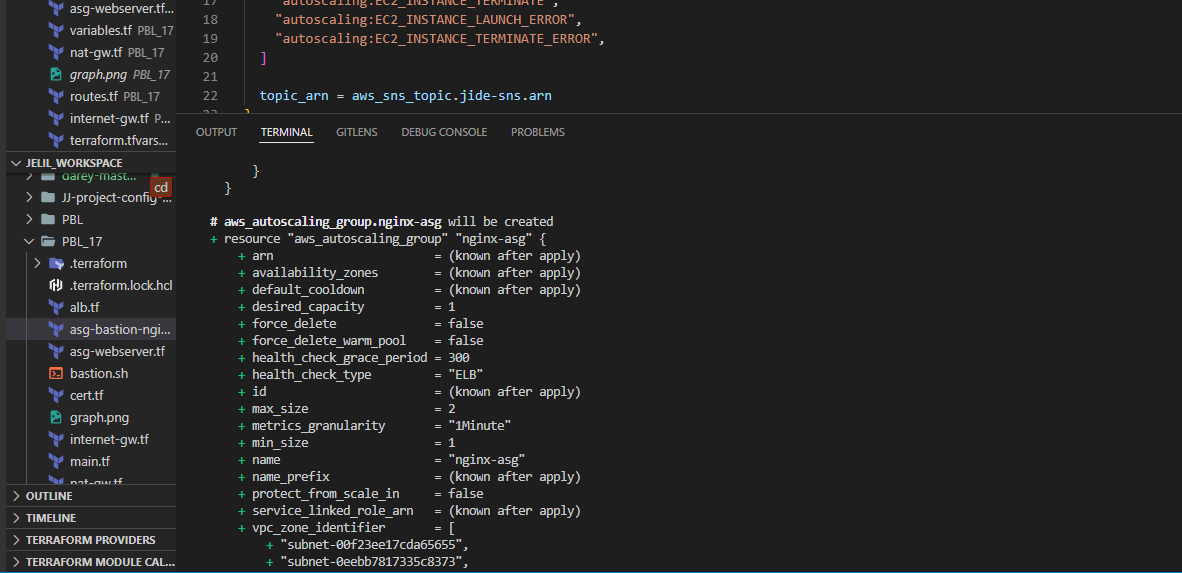 asg-webserver.tf...
variables.tf PBL_17
nat-gw.tf PBL_17
graph.png PBL_17
routes.tf PBL_17
internet-gw.tf P...
terraform.tfvars...
JELIL_WORKSPACE
darey-mast...
cd
JJ-project-config-...
PBL
PBL_17
.terraform
.terraform.lock.hcl
alb.tf
asg-bastion-ngi...
asg-webserver.tf
bastion.sh
cert.tf
graph.png
internet-gw.tf
main.tf
nat-gw.tf
OUTLINE
TIMELINE
TERRAFORM PROVIDERS
TERRAFORM MODULE CAL...
17 "autoscaling:EC2_INSTANCE_TERMINATE",
18 "autoscaling:EC2_INSTANCE_LAUNCH_ERROR",
19 "autoscaling:EC2_INSTANCE_TERMINATE_ERROR",
20 ]
21
22 topic_arn = aws_sns_topic.jide-sns.arn
23 }
OUTPUT TERMINAL GITLENS DEBUG CONSOLE PROBLEMS
}
}
# aws_autoscaling_group.nginx-asg will be created
+ resource "aws_autoscaling_group" "nginx-asg" {
+ arn = (known after apply)
+ availability_zones = (known after apply)
+ default_cooldown = (known after apply)
+ desired_capacity = 1
+ force_delete = false
+ force_delete_warm_pool = false
+ health_check_grace_period = 300
+ health_check_type = "ELB"
+ id = (known after apply)
+ max_size = 2
+ metrics_granularity = "1Minute"
+ min_size = 1
+ name = "nginx-asg"
+ name_prefix = (known after apply)
+ protect_from_scale_in = false
+ service_linked_role_arn = (known after apply)
+ vpc_zone_identifier = [
+ "subnet-00f23ee17cda65655",
+ "subnet-0eebb7817335c8373",